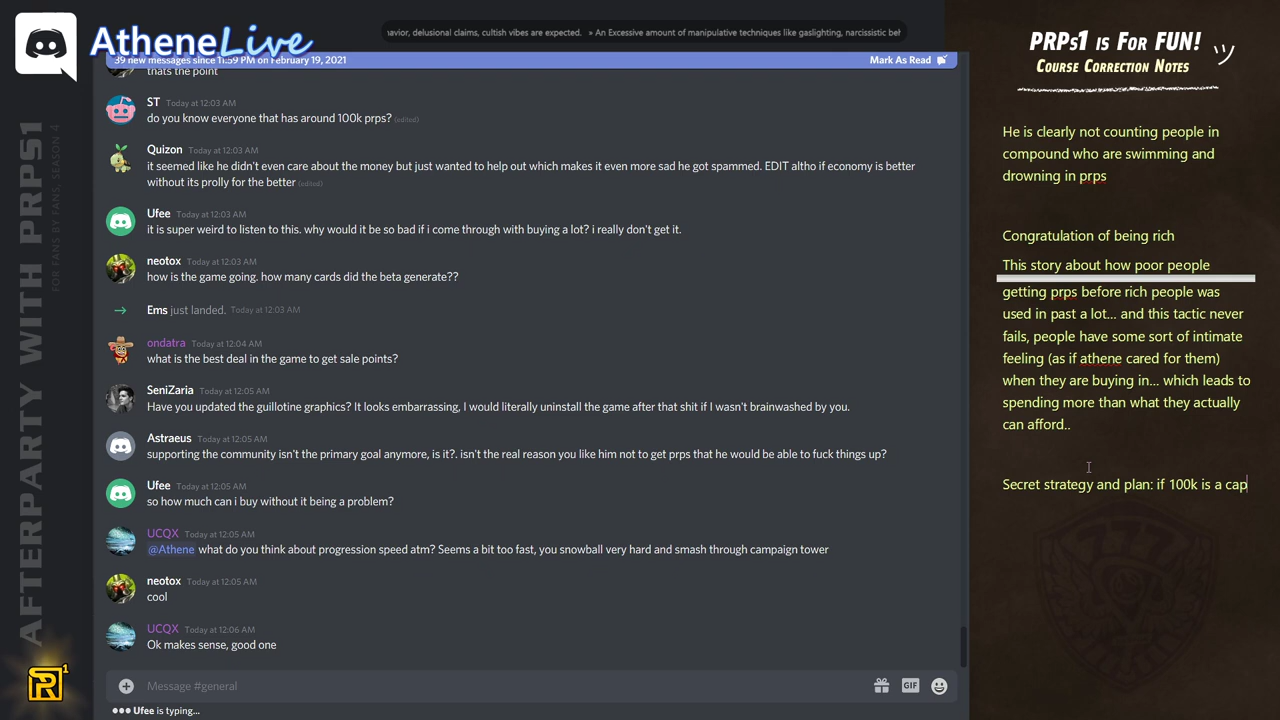 AtheneLive
avior, delusional claims, cultish vibes are expected.   » An Excessive amount of manipulative techniques like gaslighting, narcissistic beh
39 new messages since 11:59 PM on February 19, 2021
Mark As Read
thats the point
ST Today at 12:03 AM
do you know everyone that has around 100k prps? (edited)
Quizon Today at 12:03 AM
it seemed like he didn't even care about the money but just wanted to help out which makes it even more sad he got spammed. EDIT altho if economy is better
without its prolly for the better (edited)
Ufee Today at 12:03 AM
it is super weird to listen to this. why would it be so bad if i come through with buying a lot? i really don't get it.
neotox Today at 12:03 AM
how is the game going. how many cards did the beta generate??
Ems just landed. Today at 12:03 AM
ondatra Today at 12:04 AM
what is the best deal in the game to get sale points?
SeniZaria Today at 12:05 AM
Have you updated the guillotine graphics? It looks embarrassing, I would literally uninstall the game after that shit if I wasn't brainwashed by you.
Astraeus Today at 12:05 AM
supporting the community isn't the primary goal anymore, is it?. isn't the real reason you like him not to get prps that he would be able to fuck things up?
Ufee Today at 12:05 AM
so how much can i buy without it being a problem?
UCQX Today at 12:05 AM
@Athene what do you think about progression speed atm? Seems a bit too fast, you snowball very hard and smash through campaign tower
neotox Today at 12:05 AM
cool
UCQX Today at 12:06 AM
Ok makes sense, good one
Message #general
GIF
Ufee is typing...
AFTERPARTY WITH PRPS1
FOR FANS BY FANS, SEASON 4
R1
PRPs1 is For FUN! ツ
Course Correction Notes
He is clearly not counting people in
compound who are swimming and
drowning in prps
Congratulation of being rich
This story about how poor people
getting prps before rich people was
used in past a lot... and this tactic never
fails, people have some sort of intimate
feeling (as if athene cared for them)
when they are buying in... which leads to
spending more than what they actually
can afford..
Secret strategy and plan: if 100k is a cap